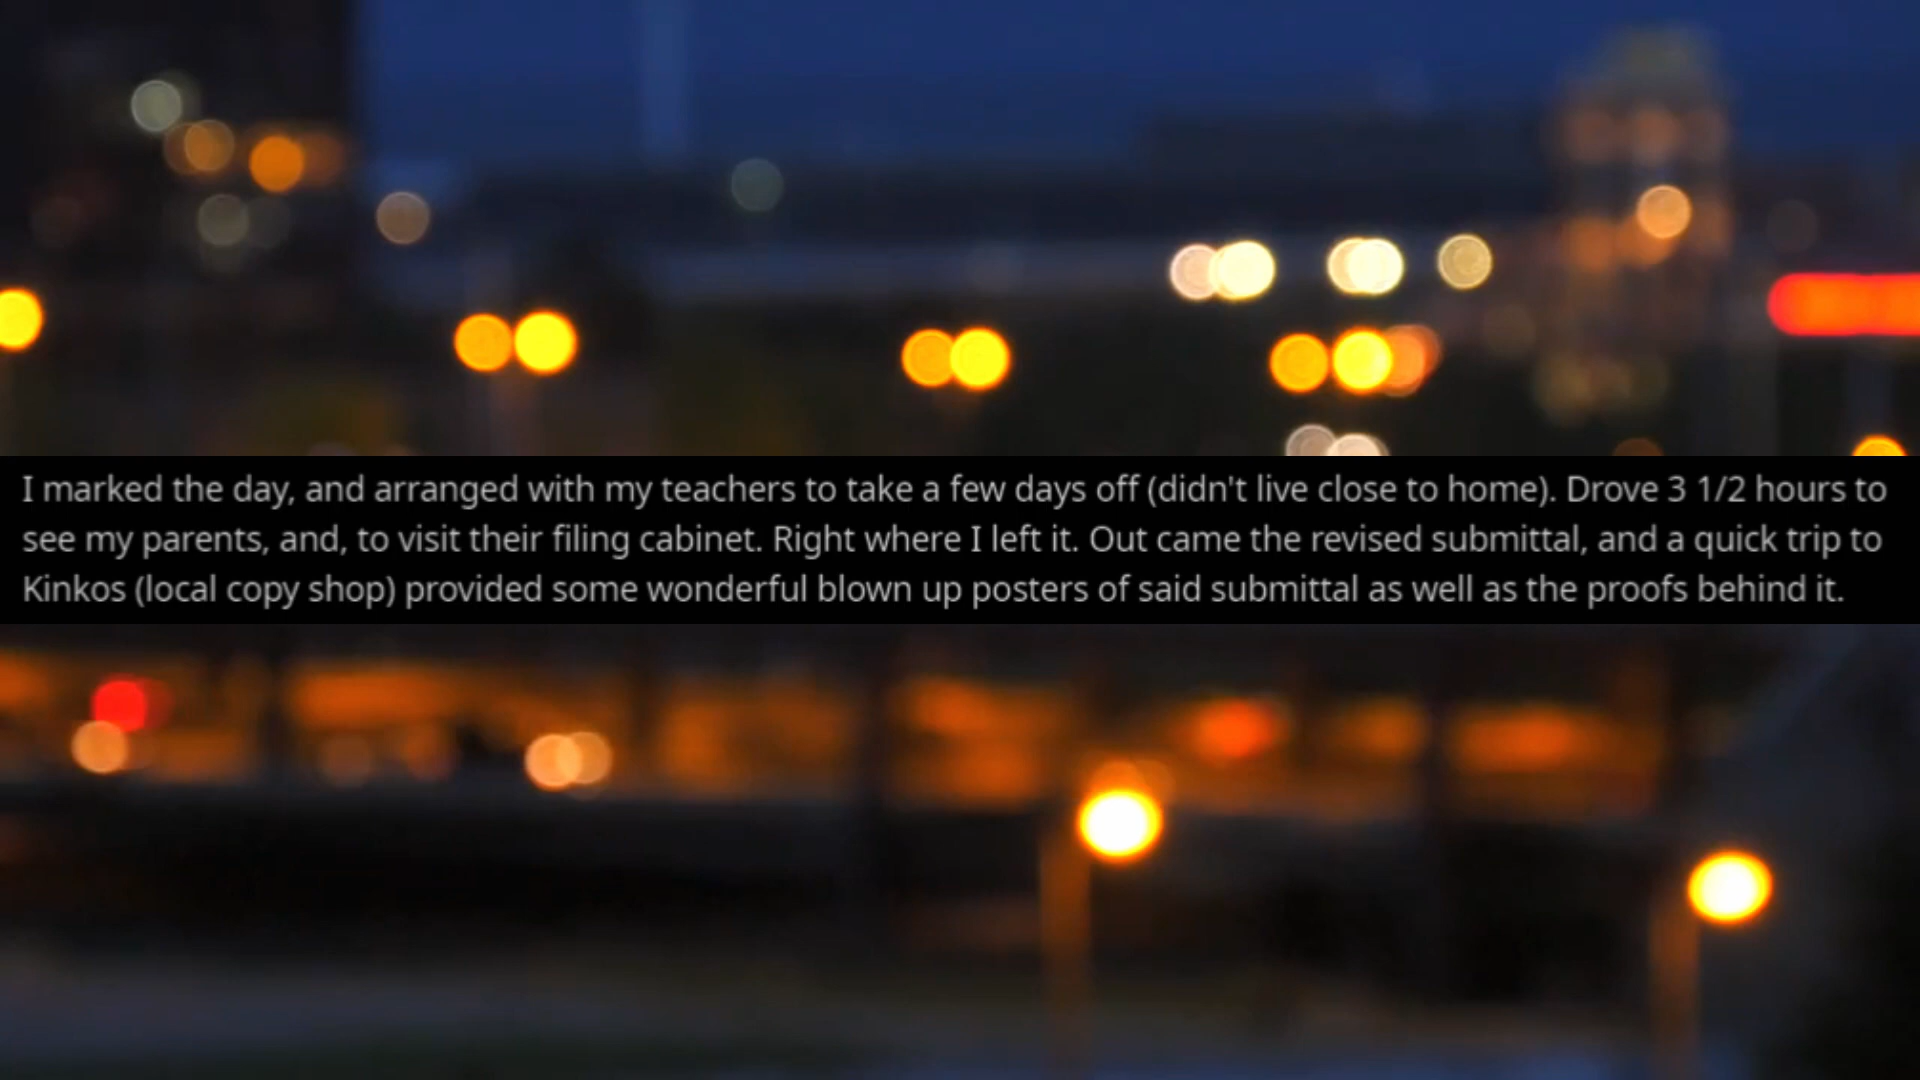 I marked the day, and arranged with my teachers to take a few days off (didn't live close to home). Drove 3 1/2 hours to
see my parents, and, to visit their filing cabinet. Right where I left it. Out came the revised submittal, and a quick trip to
Kinkos (local copy shop) provided some wonderful blown up posters of said submittal as well as the proofs behind it.